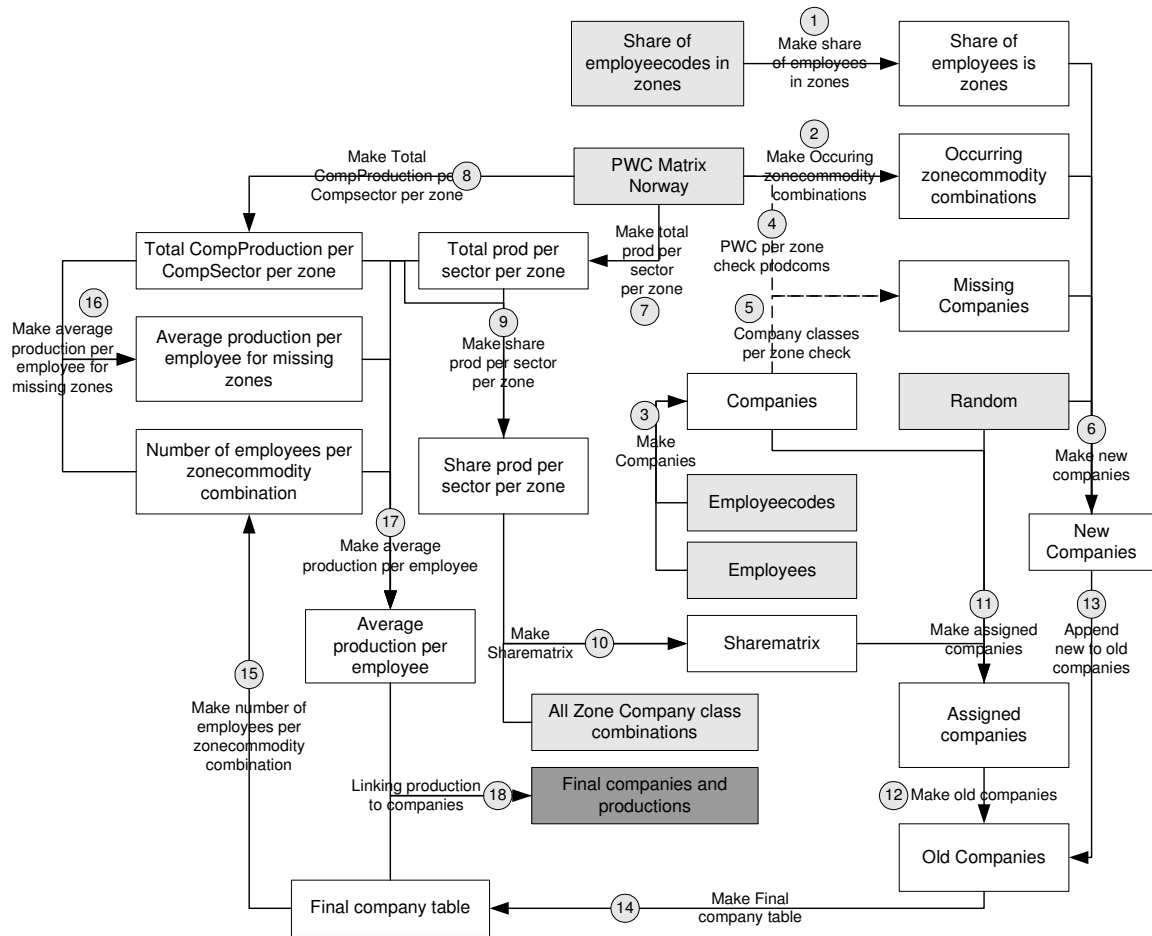 1
Share of
employeecodes in
zones
Make share
of employees
in zones
Share of
employees is
zones
2
Make Total
CompProduction per
Compsector per zone
8
PWC Matrix
Norway
Make Occuring
zonecommodity
combinations
Occurring
zonecommodity
combinations
4
Total CompProduction per
CompSector per zone
Total prod per
sector per zone
Make total
prod per
sector
per zone
7
PWC per zone
check prodcoms
Missing
Companies
16
Make average
production per
employee for
missing zones
Average production per
employee for missing
zones
9
Make share
prod per sector
per zone
5
Company classes
per zone check
3
Make
Companies
Companies
Random
6
Make new
companies
Number of employees per
zonecommodity
combination
Share prod per
sector per zone
Employeecodes
17
Make average
production per employee
New
Companies
Employees
Average
production per
employee
Make
Sharematrix
10
Sharematrix
11
Make assigned
companies
13
Append
new to old
companies
15
Make number of
employees per
zonecommodity
combination
All Zone Company class
combinations
Assigned
companies
Linking production
to companies
18
Final companies and
productions
12
Make old companies
Old Companies
Final company table
14
Make Final
company table